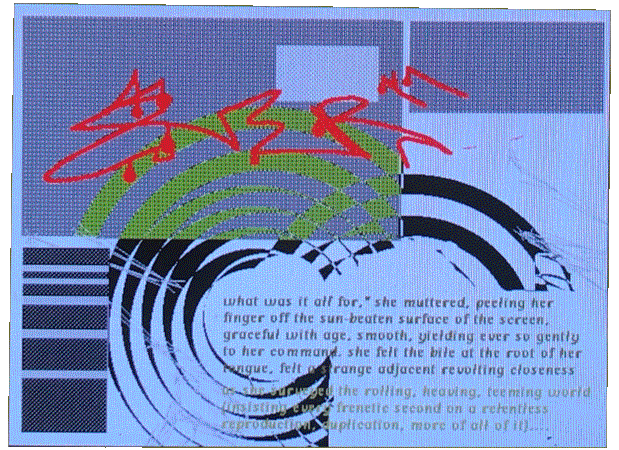 what was it all for," she muttered, peeling her
finger off the sun-beaten surface of the screen,
graceful with age, smooth, yielding ever so gently
to her command. she felt the bile at the root of her
tongue, felt a strange adjacent revolting closeness
as she surveyed the rolling, heaving, teeming world
(insisting every frenetic second on a relentless
reproduction, duplication, more of all of it)....